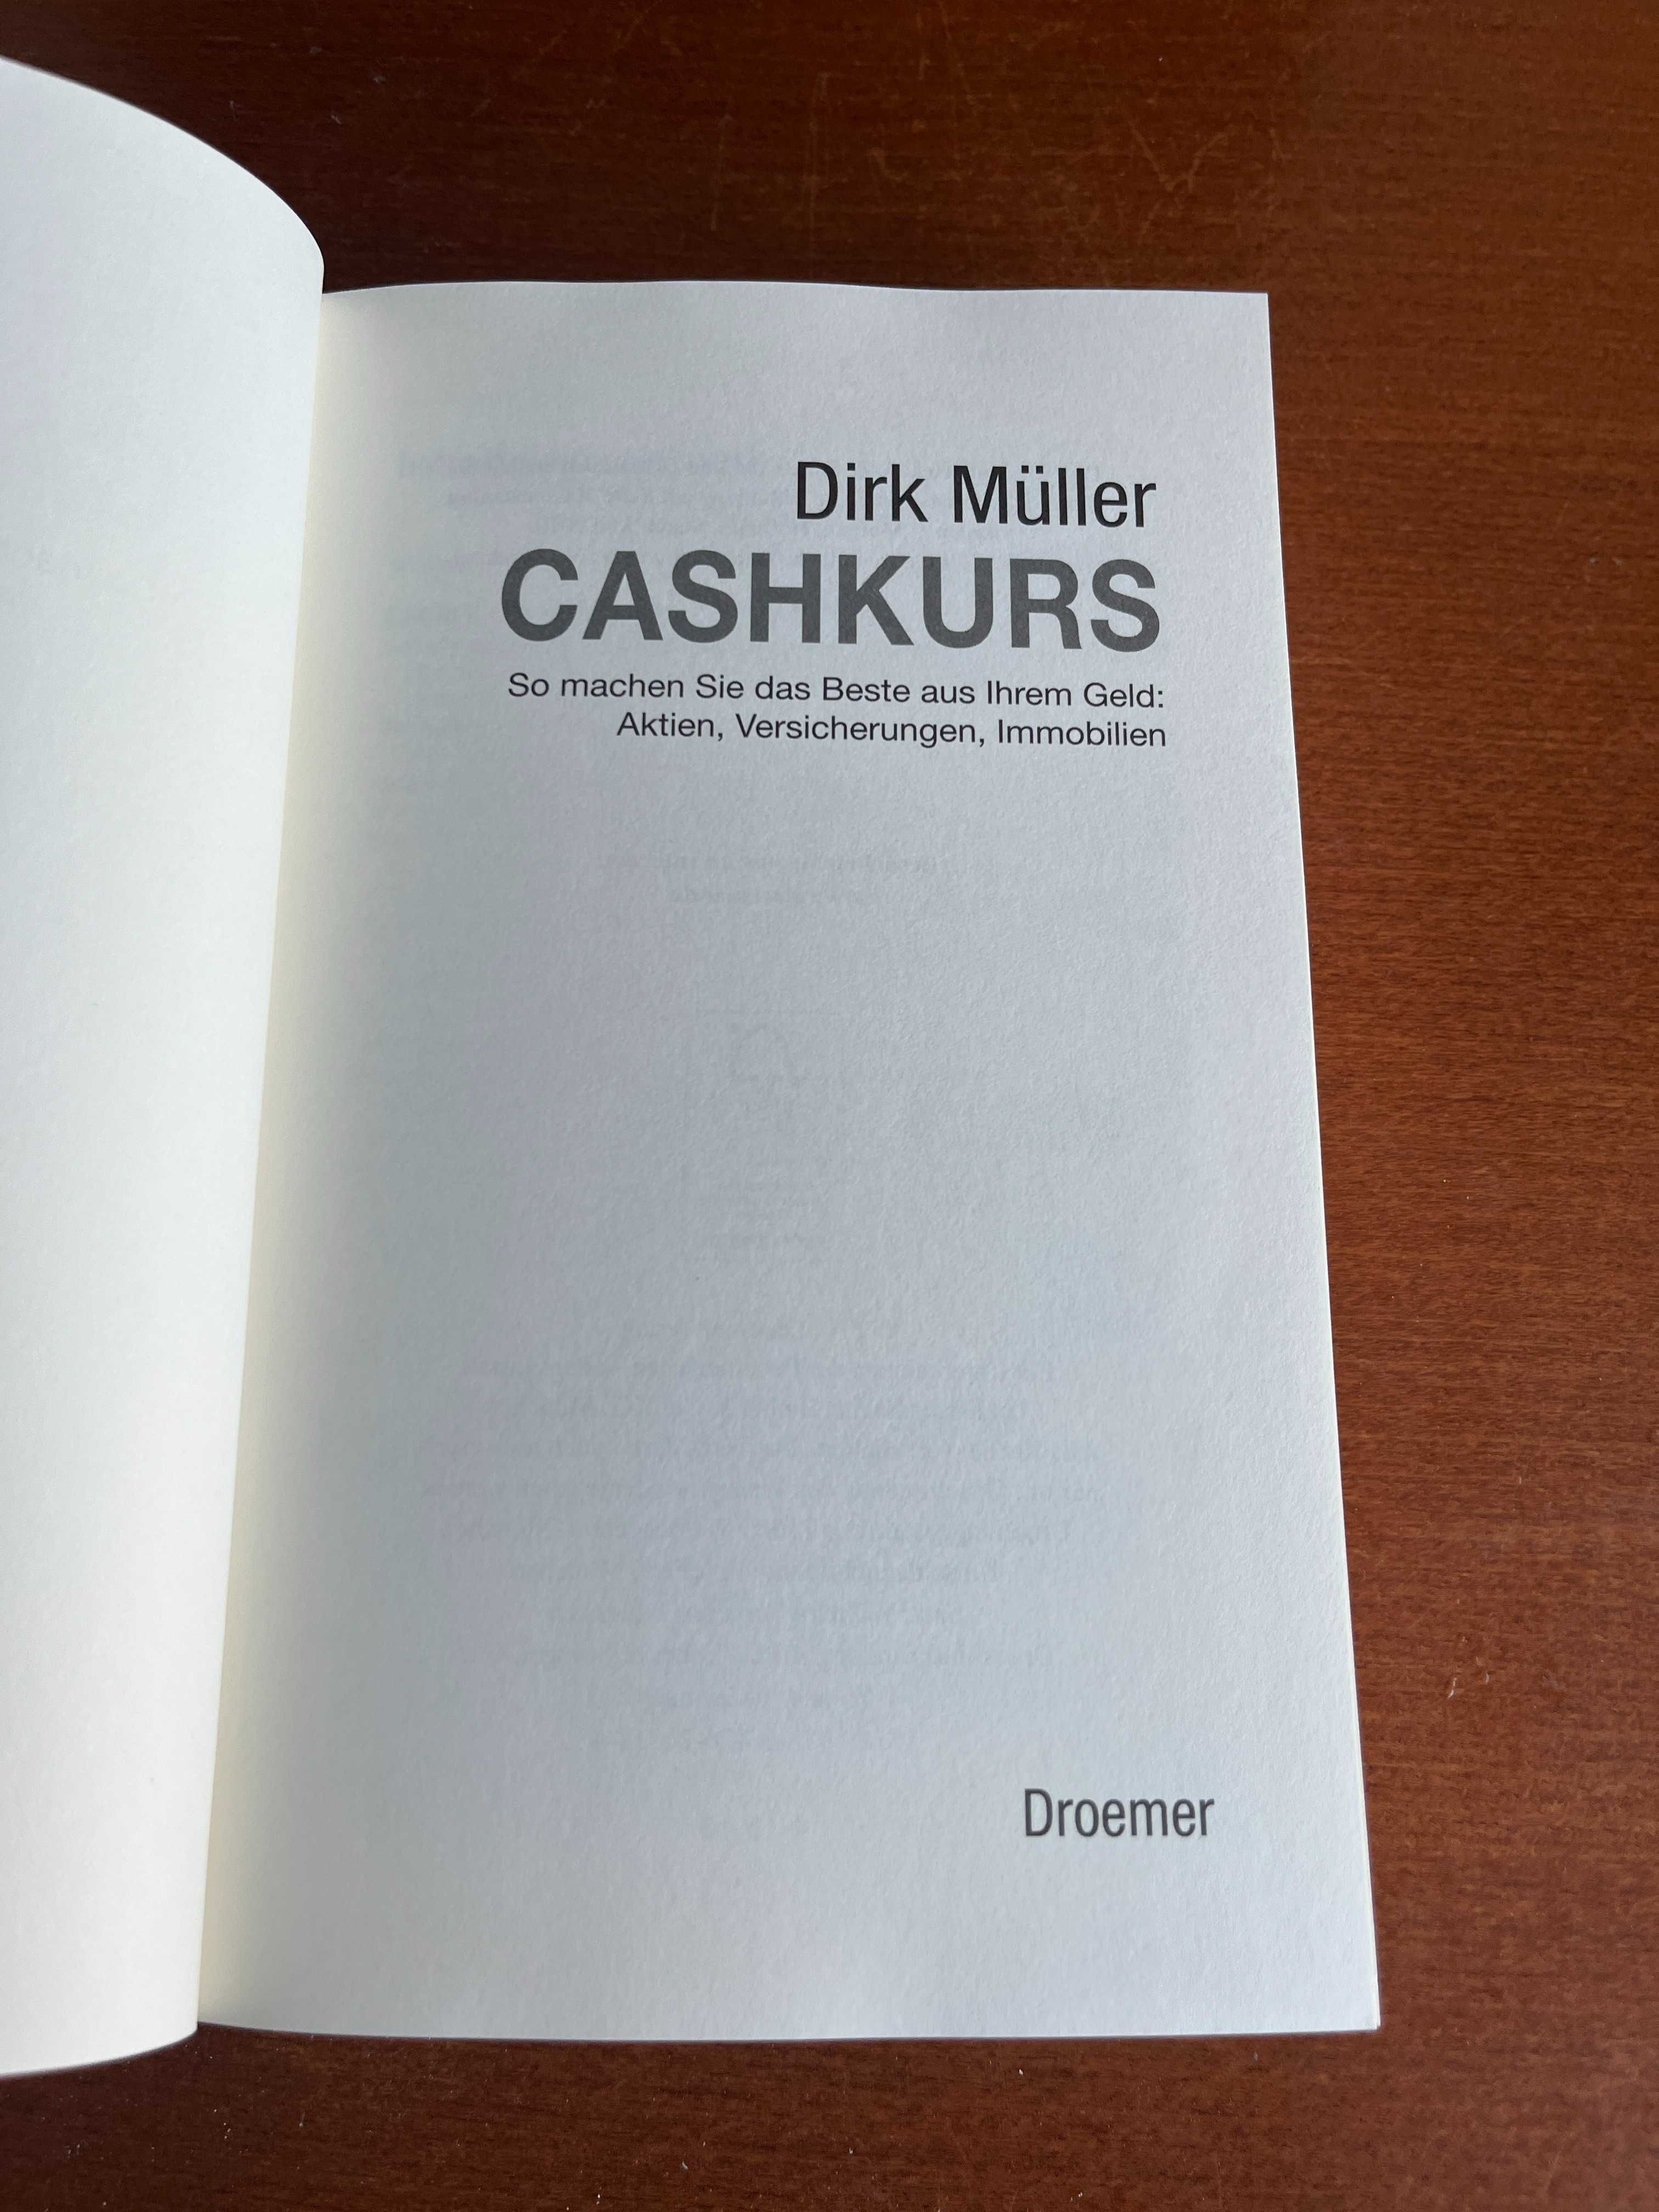 Dirk Müller
CASHKURS
So machen Sie das Beste aus Ihrem Geld:
Aktien, Versicherungen, Immobilien
Droemer